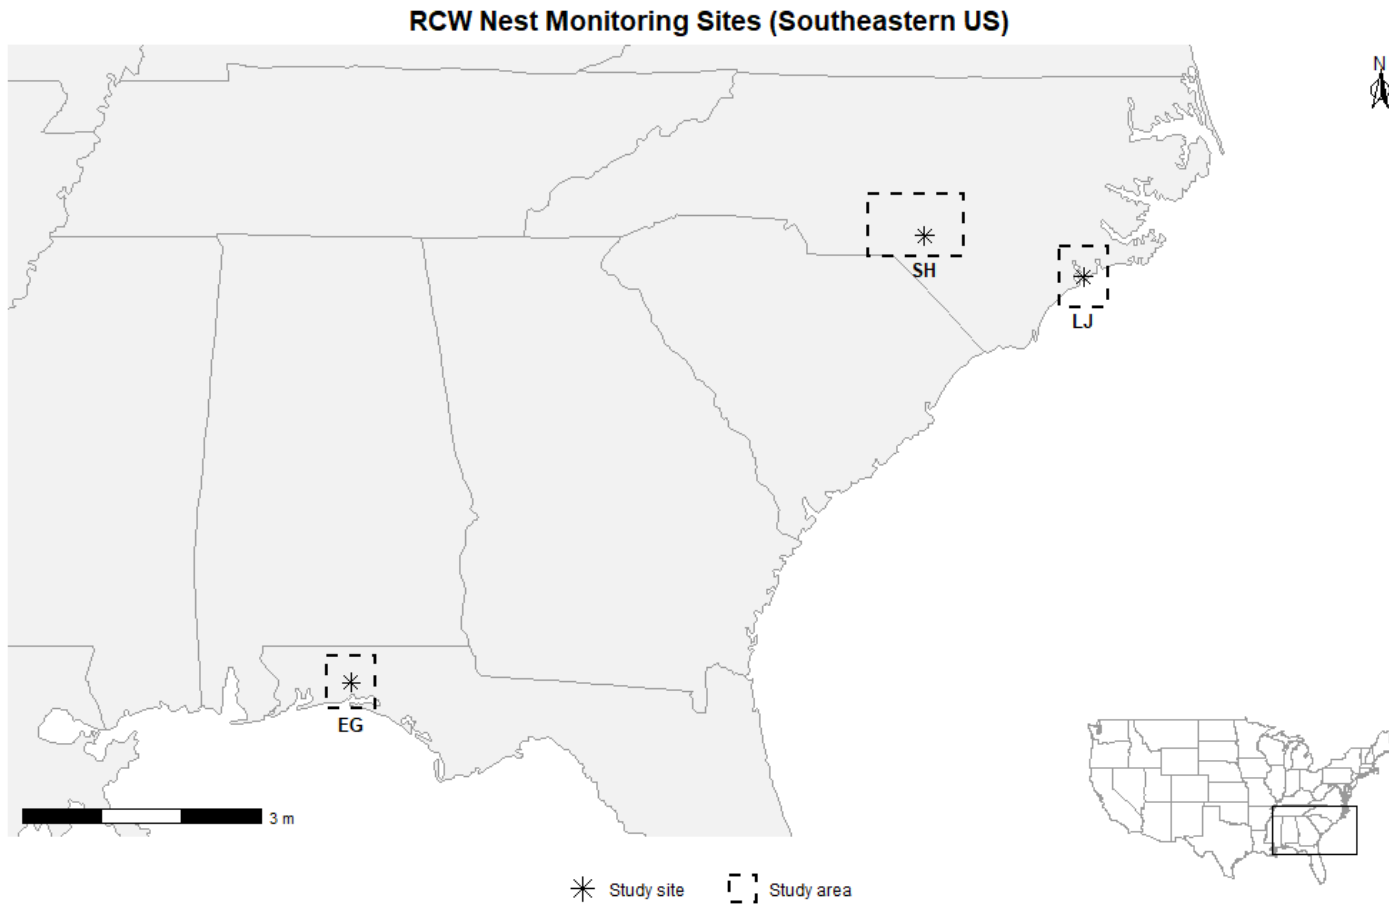 RCW Nest Monitoring Sites (Southeastern US)
N
SH
LJ
EG
3 m
Study site
Study area